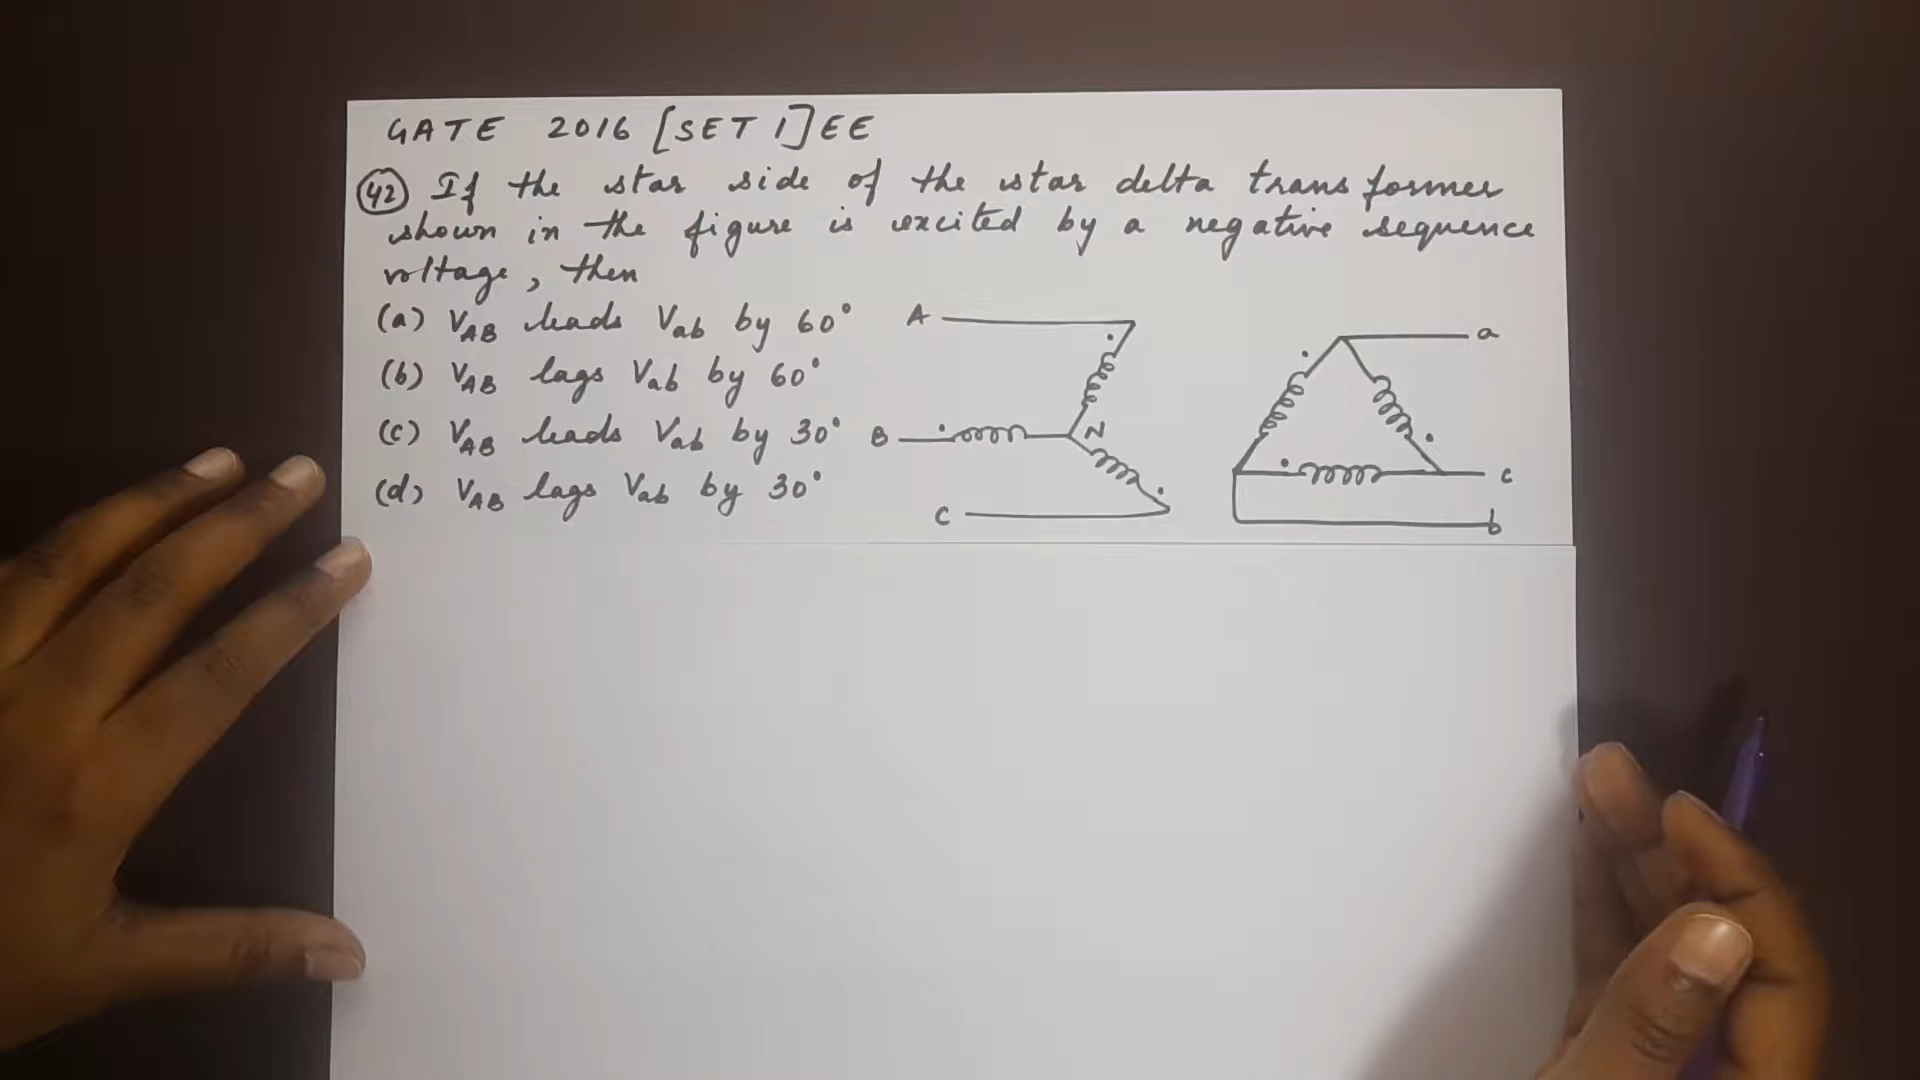 GATE 2016 [SET 1] EE
(42) If the star side of the star delta transformer
shown in the figure is excited by a negative sequence
voltage, then
(a) VAB leads Vab by 60°
(b) VAB lags Vab by 60°
(c) VAB leads Vab by 30°
(d) VAB lags Vab by 30°
A
B
N
C
a
c
b